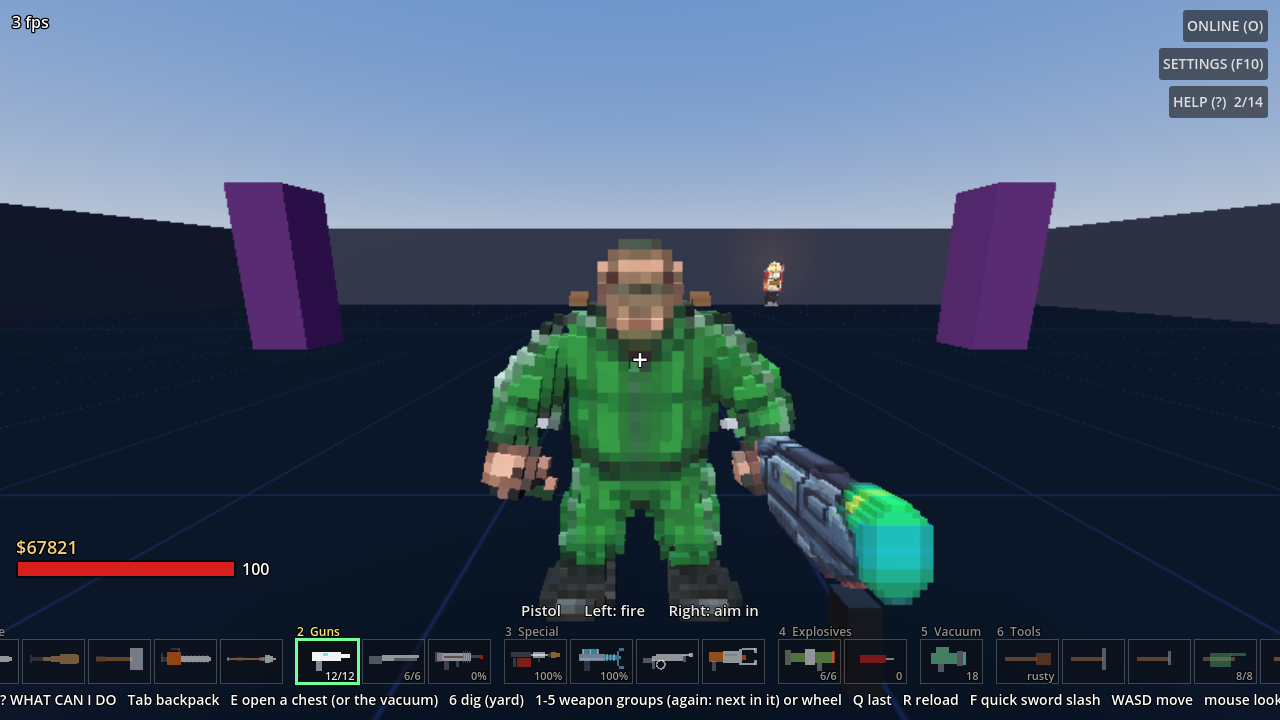 3 fps
ONLINE (O)
SETTINGS (F10)
HELP (?) 2/14
$67821
100
Pistol Left: fire Right: aim in
2 Guns 3 Special 4 Explosives 5 Vacuum 6 Tools
12/12 6/6 0% 100% 100% 6/6 0 18 rusty 8/8
? WHAT CAN I DO Tab backpack E open a chest (or the vacuum) 6 dig (yard) 1-5 weapon groups (again: next in it) or wheel Q last R reload F quick sword slash WASD move mouse look